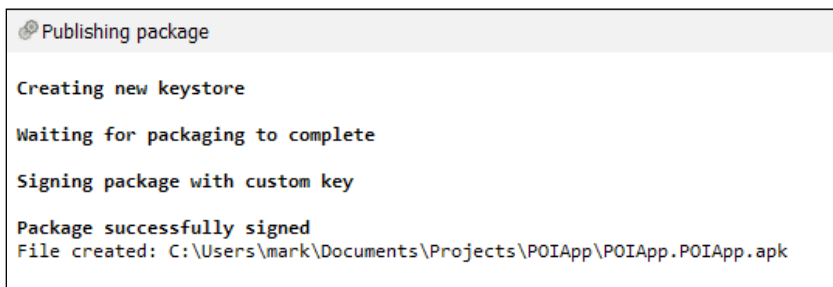 Publishing package
Creating new keystore
Waiting for packaging to complete
Signing package with custom key
Package successfully signed
File created: C:\Users\mark\Documents\Projects\POIApp\POIApp.POIApp.apk